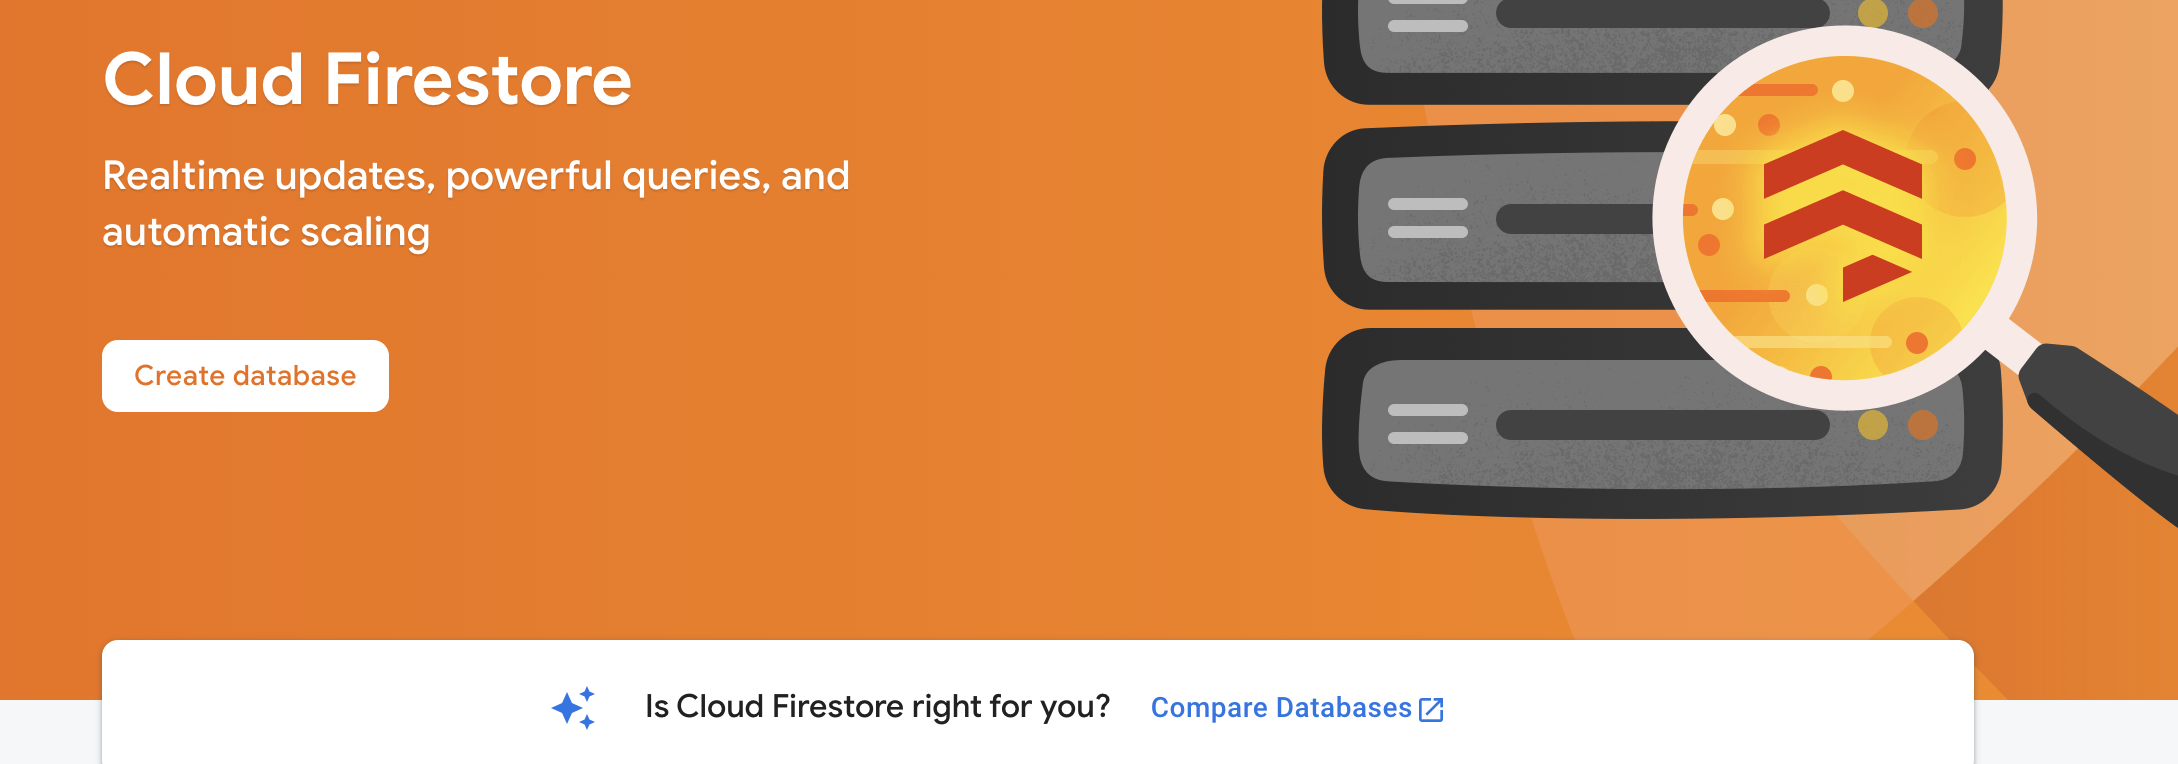 Cloud Firestore
Realtime updates, powerful queries, and
automatic scaling
Create database
Is Cloud Firestore right for you? Compare Databases